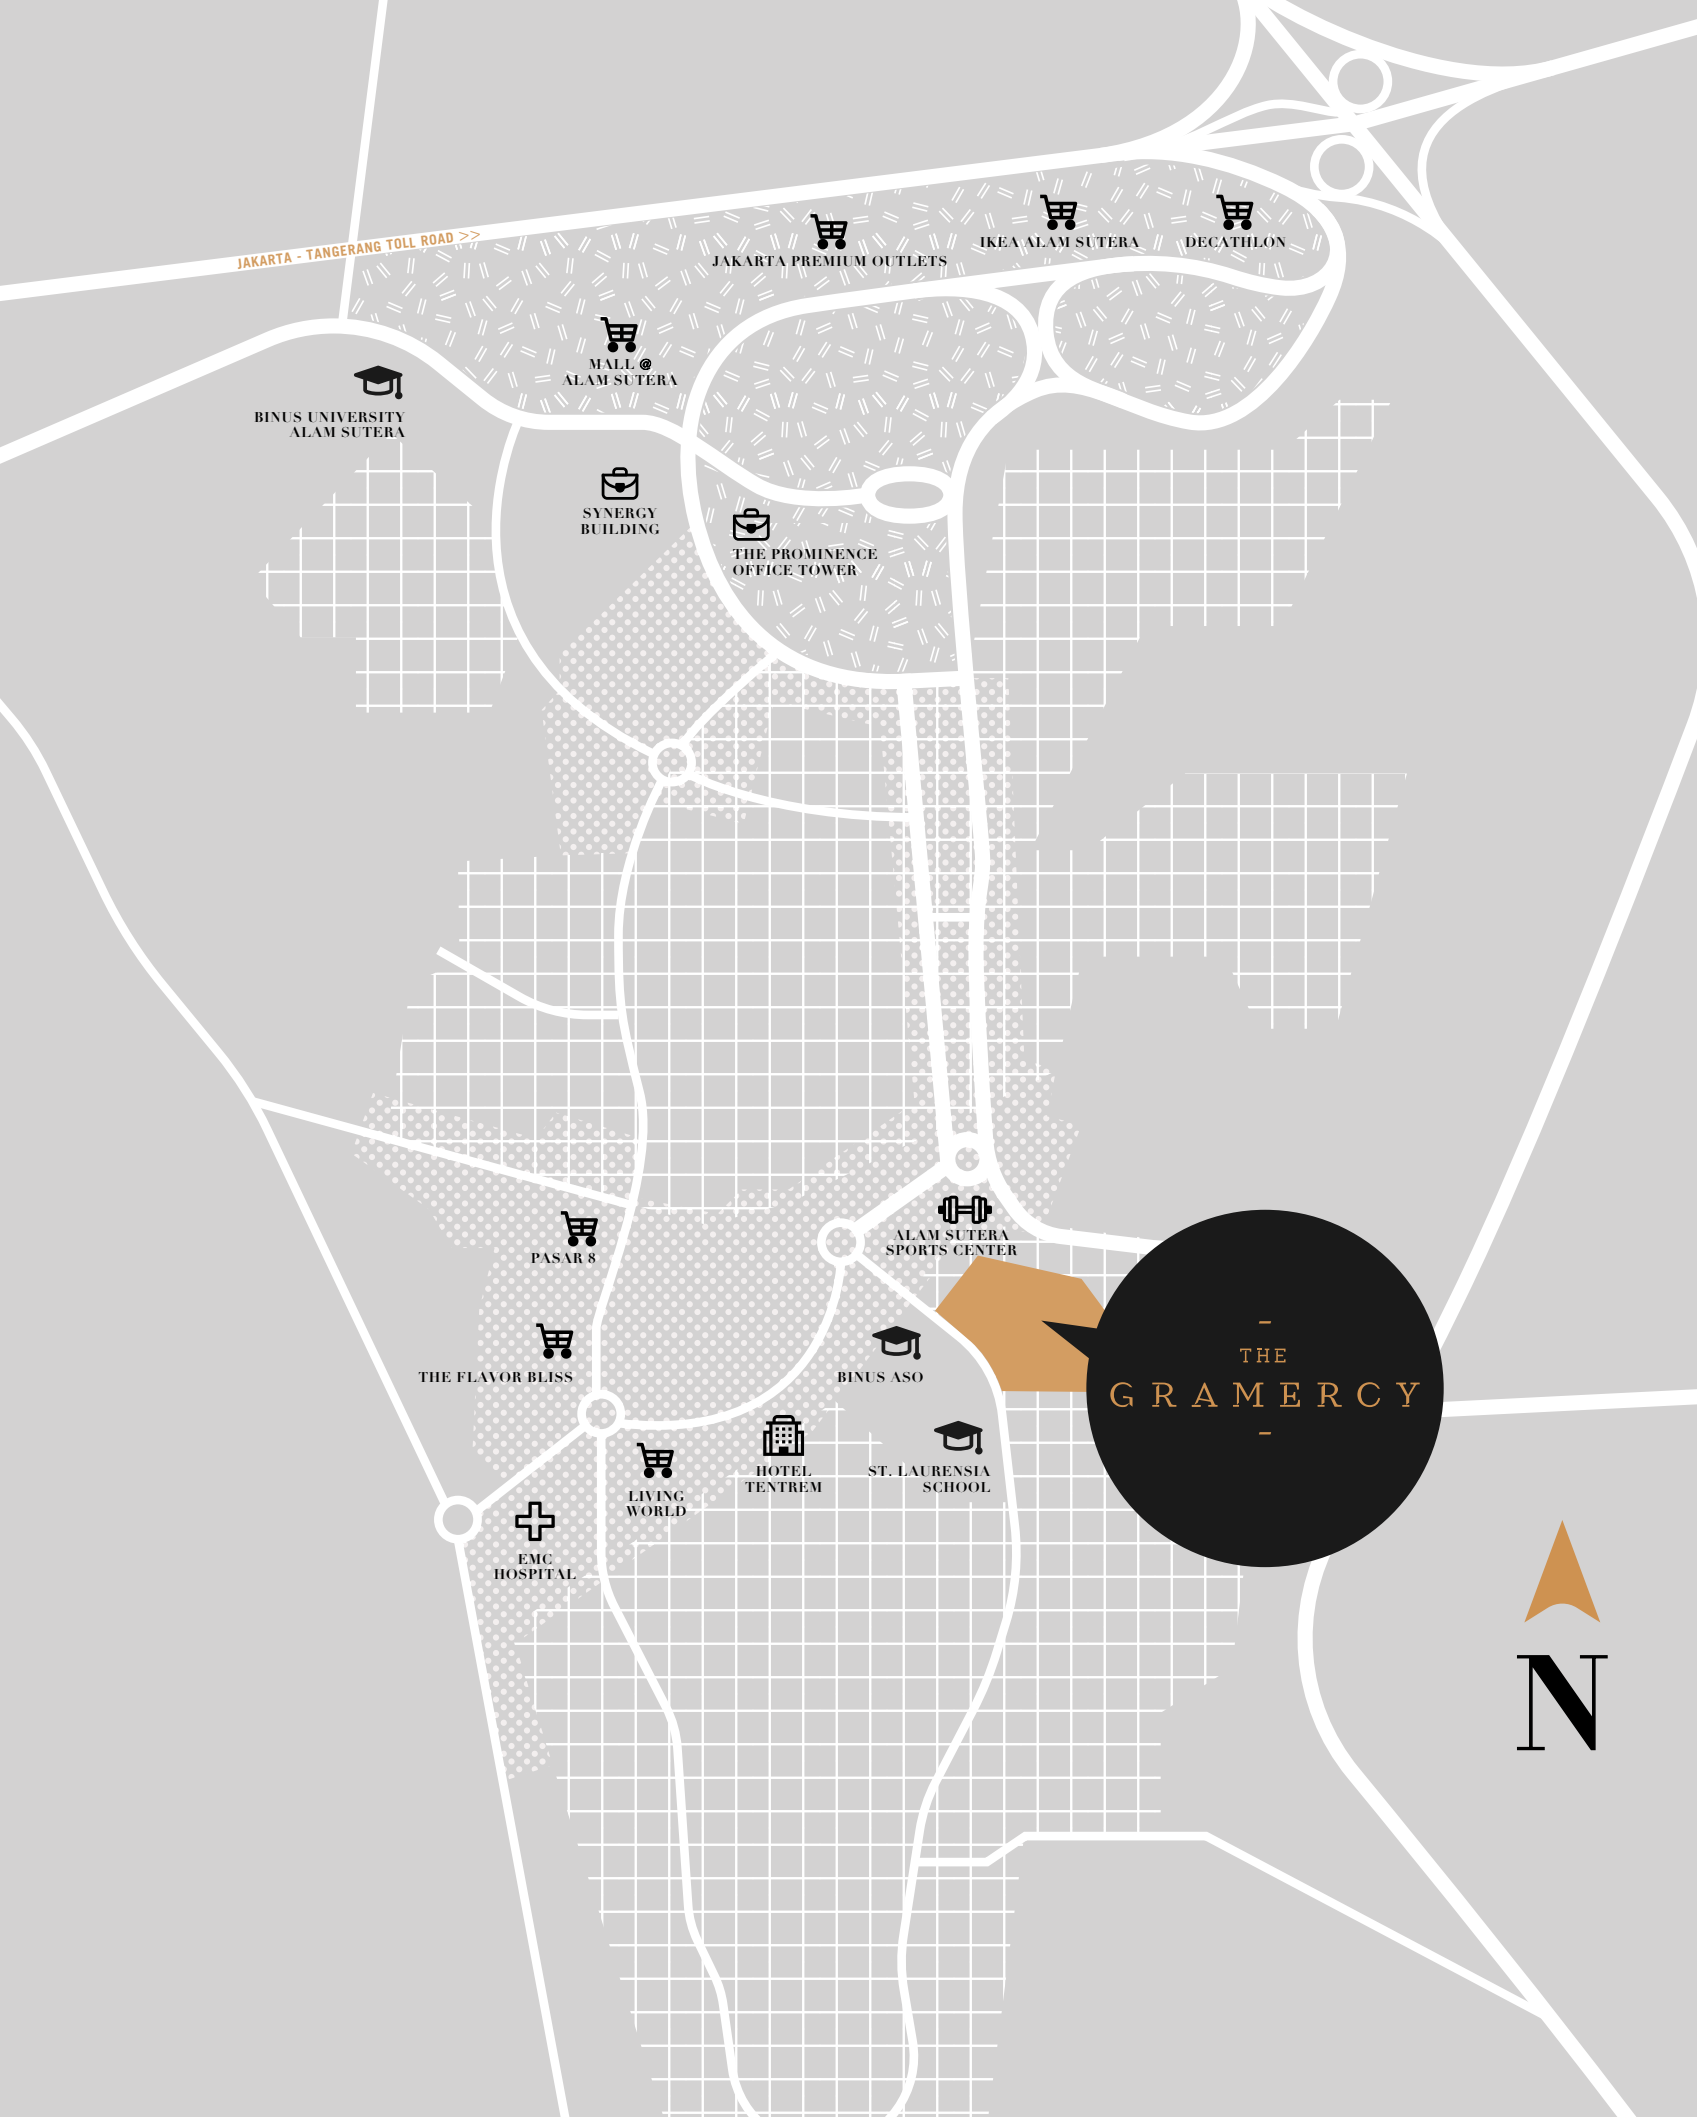 JAKARTA - TANGERANG TOLL ROAD >>
JAKARTA PREMIUM OUTLETS
IKEA ALAM SUTERA
DECATHLON
MALL @
ALAM SUTERA
BINUS UNIVERSITY
ALAM SUTERA
SYNERGY
BUILDING
THE PROMINENCE
OFFICE TOWER
PASAR 8
ALAM SUTERA
SPORTS CENTER
THE FLAVOR BLISS
BINUS ASO
– 
THE
GRAMERCY
–
LIVING
WORLD
HOTEL
TENTREM
ST. LAURENSIA
SCHOOL
EMC
HOSPITAL
N